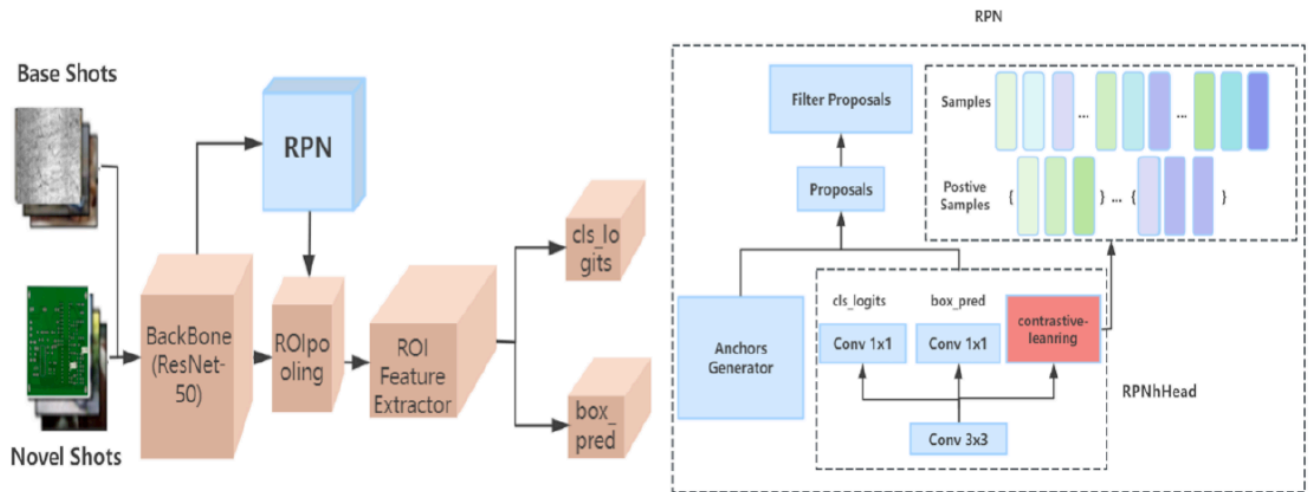 Base Shots
Novel Shots
RPN
BackBone
(ResNet-
50)
ROIpo
oling
ROI
Feature
Extractor
cls_lo
gits
box_
pred
RPN
Filter Proposals
Proposals
Anchors
Generator
Samples
...
...
Postive
Samples
{ } ... { }
cls_logits
box_pred
Conv 1x1
Conv 1x1
contrastive-
leanring
Conv 3x3
RPNhHead